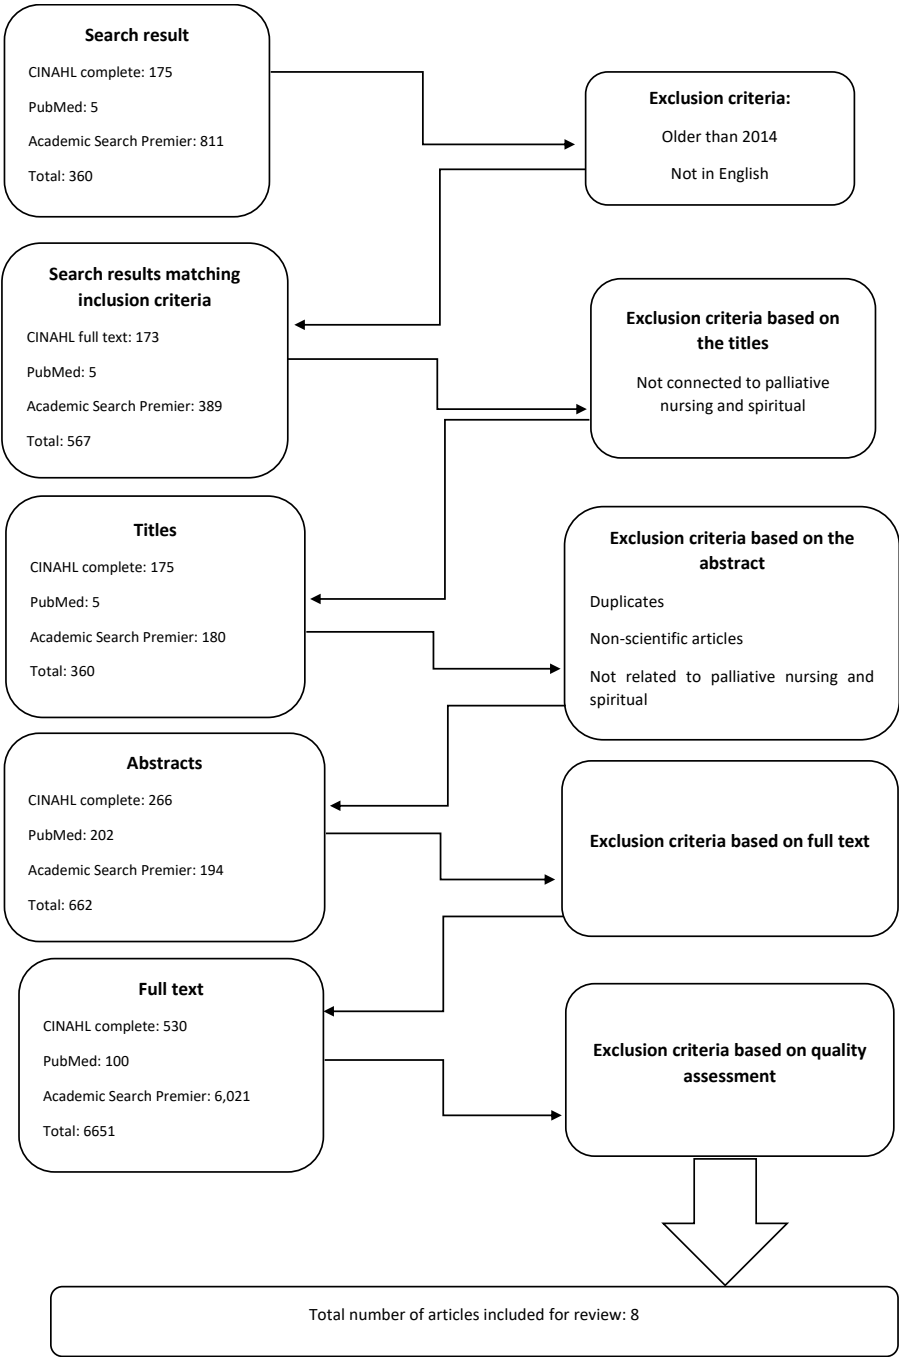 Search result
CINAHL complete: 175
PubMed: 5
Academic Search Premier: 811
Total: 360
Exclusion criteria:
Older than 2014
Not in English
Search results matching
inclusion criteria
CINAHL full text: 173
PubMed: 5
Academic Search Premier: 389
Total: 567
Exclusion criteria based on
the titles
Not connected to palliative
nursing and spiritual
Titles
CINAHL complete: 175
PubMed: 5
Academic Search Premier: 180
Total: 360
Exclusion criteria based on the
abstract
Duplicates
Non-scientific articles
Not related to palliative nursing and
spiritual
Abstracts
CINAHL complete: 266
PubMed: 202
Academic Search Premier: 194
Total: 662
Exclusion criteria based on full text
Full text
CINAHL complete: 530
PubMed: 100
Academic Search Premier: 6,021
Total: 6651
Exclusion criteria based on quality
assessment
Total number of articles included for review: 8